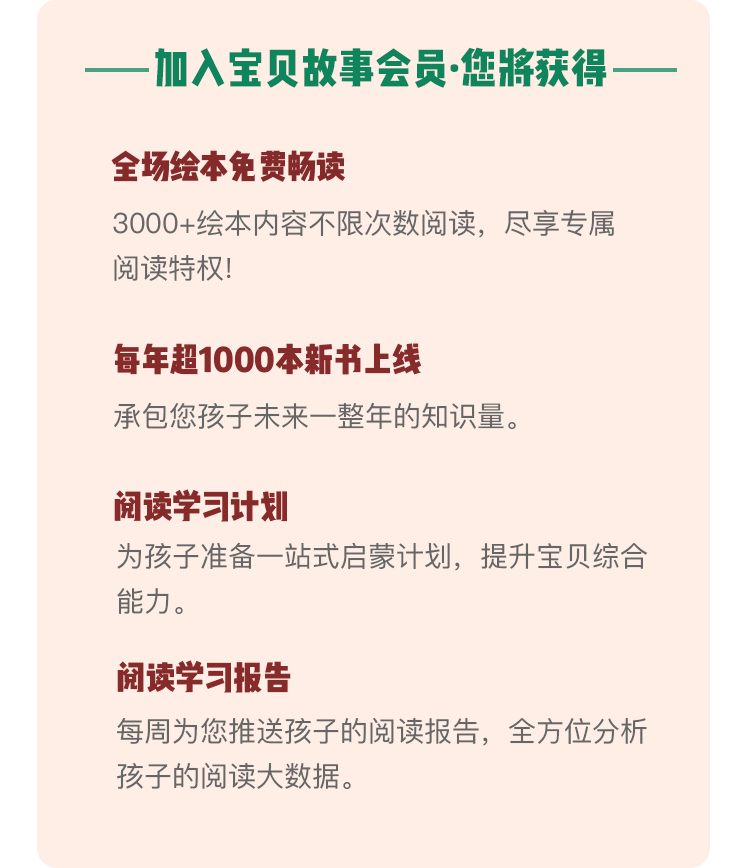 加入宝贝故事会员·您將获得
全场绘本免费畅读
3000+绘本内容不限次数阅读，尽享专属
阅读特权!
每年超1000本新书上线
承包您孩子未来一整年的知识量。
阅读学习计划
为孩子准备一站式启蒙计划，提升宝贝综合
能力。
阅读学习报告
每周为您推送孩子的阅读报告，全方位分析
孩子的阅读大数据。